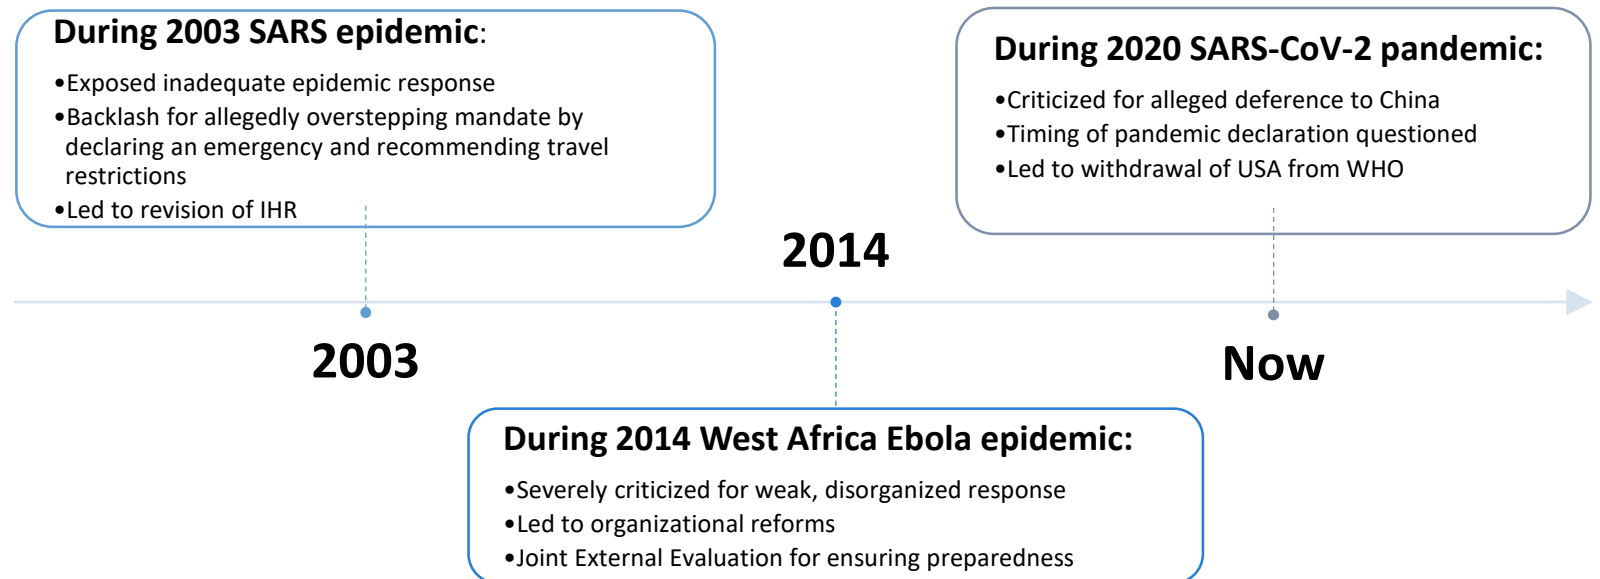 During 2003 SARS epidemic:
•Exposed inadequate epidemic response
•Backlash for allegedly overstepping mandate by
declaring an emergency and recommending travel
restrictions
•Led to revision of IHR
During 2020 SARS-CoV-2 pandemic:
•Criticized for alleged deference to China
•Timing of pandemic declaration questioned
•Led to withdrawal of USA from WHO
2014
2003
Now
During 2014 West Africa Ebola epidemic:
•Severely criticized for weak, disorganized response
•Led to organizational reforms
•Joint External Evaluation for ensuring preparedness